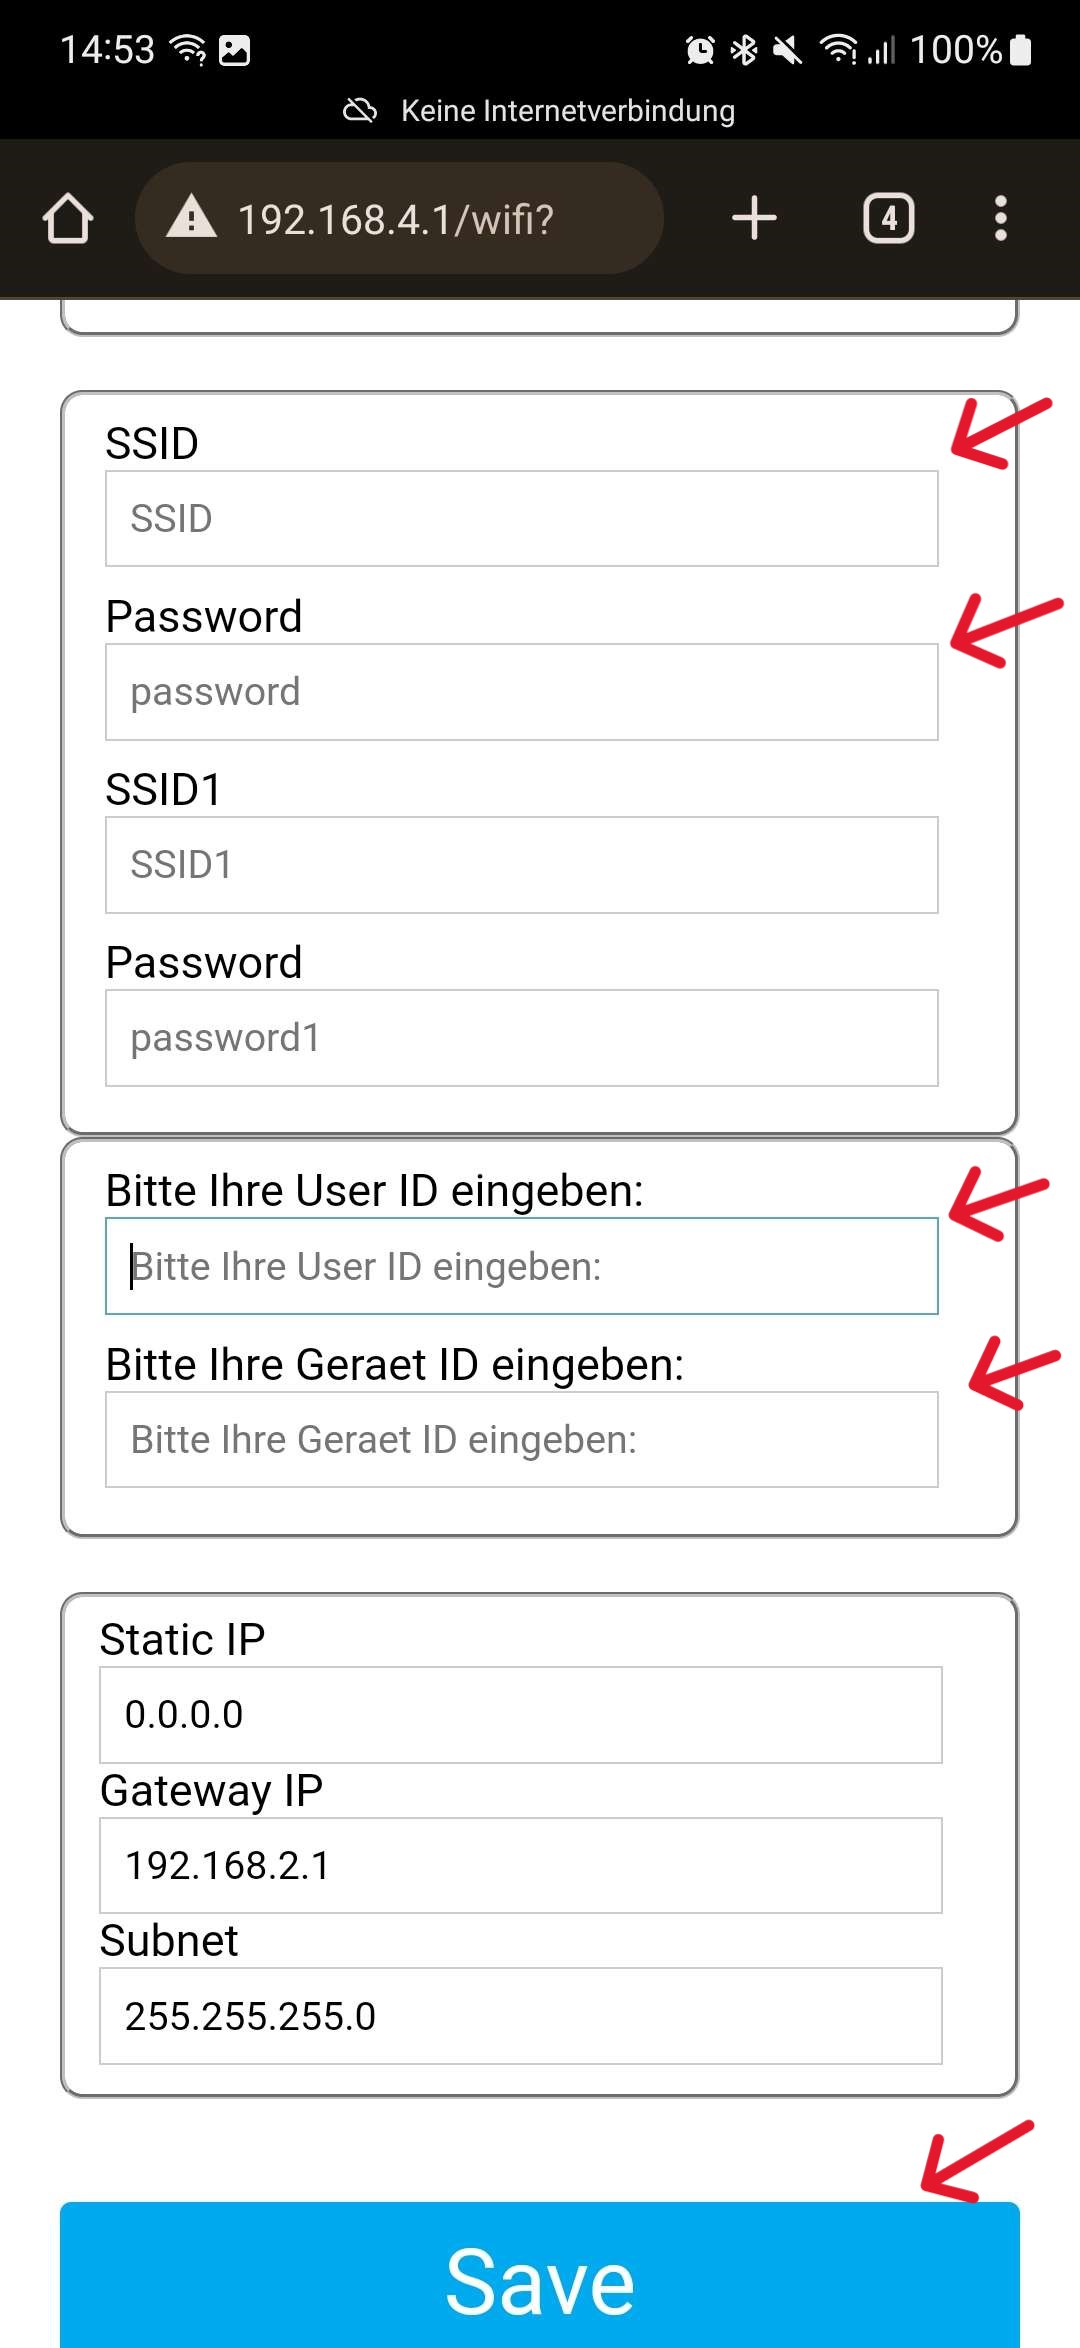 14:53
100%
Keine Internetverbindung
192.168.4.1/wifi?
4
SSID
SSID
Password
password
SSID1
SSID1
Password
password1
Bitte Ihre User ID eingeben:
Bitte Ihre User ID eingeben:
Bitte Ihre Geraet ID eingeben:
Bitte Ihre Geraet ID eingeben:
Static IP
0.0.0.0
Gateway IP
192.168.2.1
Subnet
255.255.255.0
Save